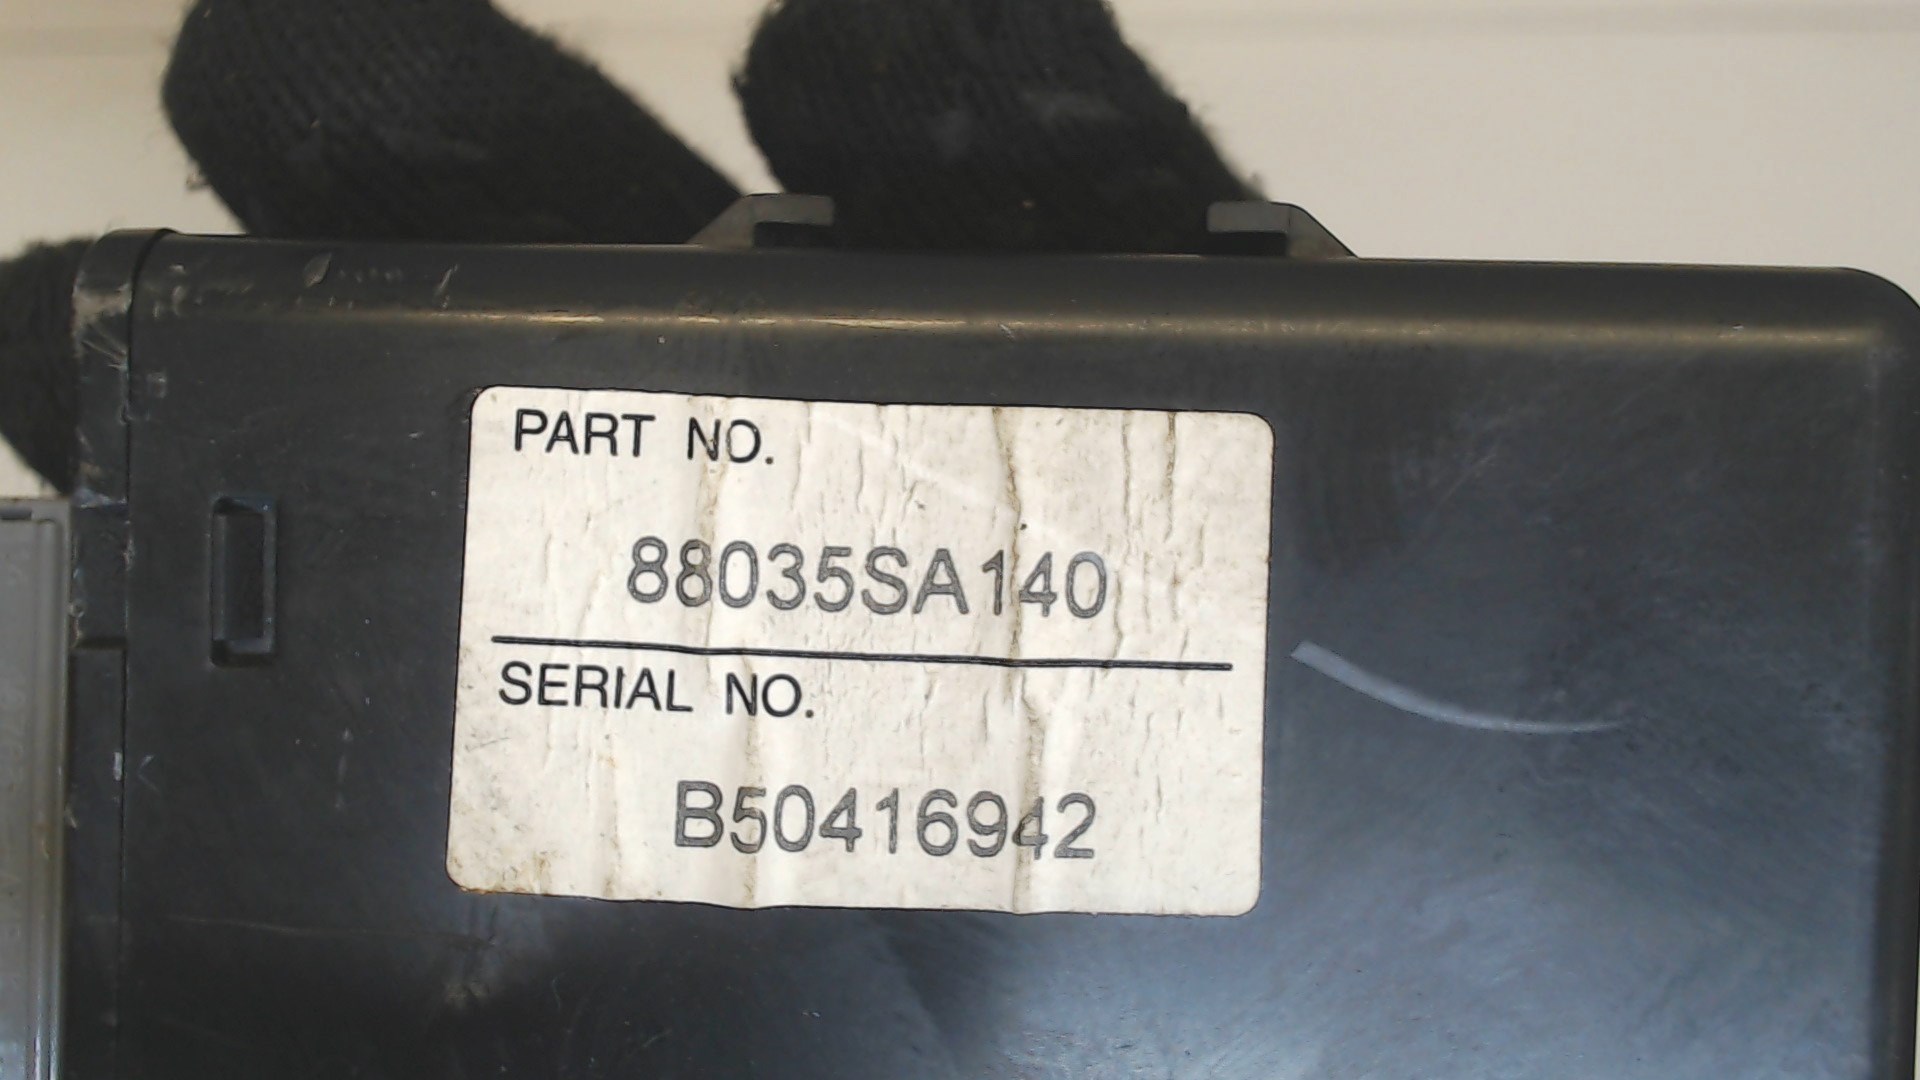 PART NO.
88035SA140
SERIAL NO.
B50416942